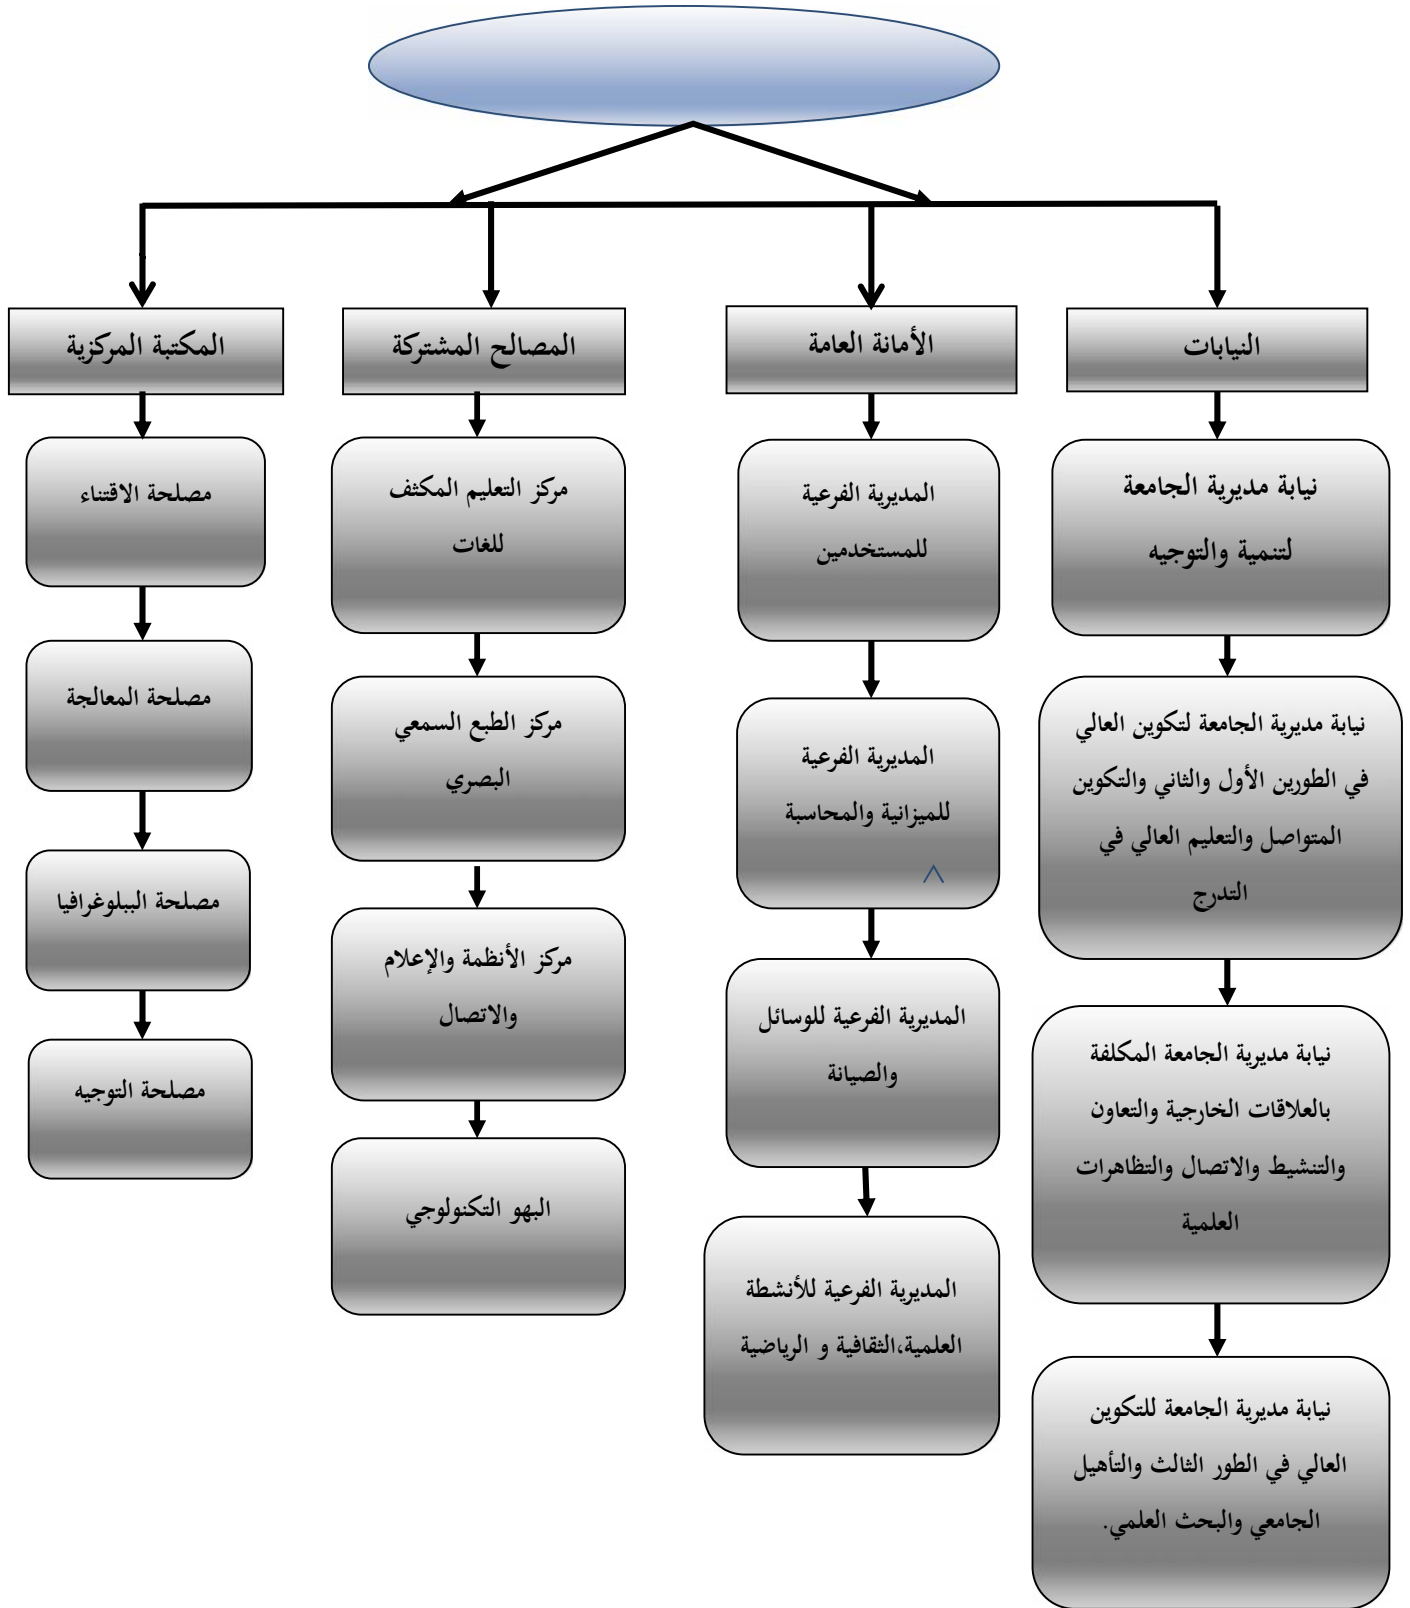 النيابات
الأمانة العامة
المصالح المشتركة
المكتبة المركزية
نيابة مديرية الجامعة
لتنمية والتوجيه
نيابة مديرية الجامعة لتكوين العالي
في الطورين الأول والثاني والتكوين
المتواصل والتعليم العالي في
التدرج
نيابة مديرية الجامعة المكلفة
بالعلاقات الخارجية والتعاون
والتنشيط والاتصال والتظاهرات
العلمية
نيابة مديرية الجامعة للتكوين
العالي في الطور الثالث والتأهيل
الجامعي والبحث العلمي.
المديرية الفرعية
للمستخدمين
المديرية الفرعية
للميزانية والمحاسبة
المديرية الفرعية للوسائل
والصيانة
المديرية الفرعية للأنشطة
العلمية،الثقافية و الرياضية
مركز التعليم المكثف
للغات
مركز الطبع السمعي
البصري
مركز الأنظمة والإعلام
والاتصال
البهو التكنولوجي
مصلحة الاقتناء
مصلحة المعالجة
مصلحة الببلوغرافيا
مصلحة التوجيه